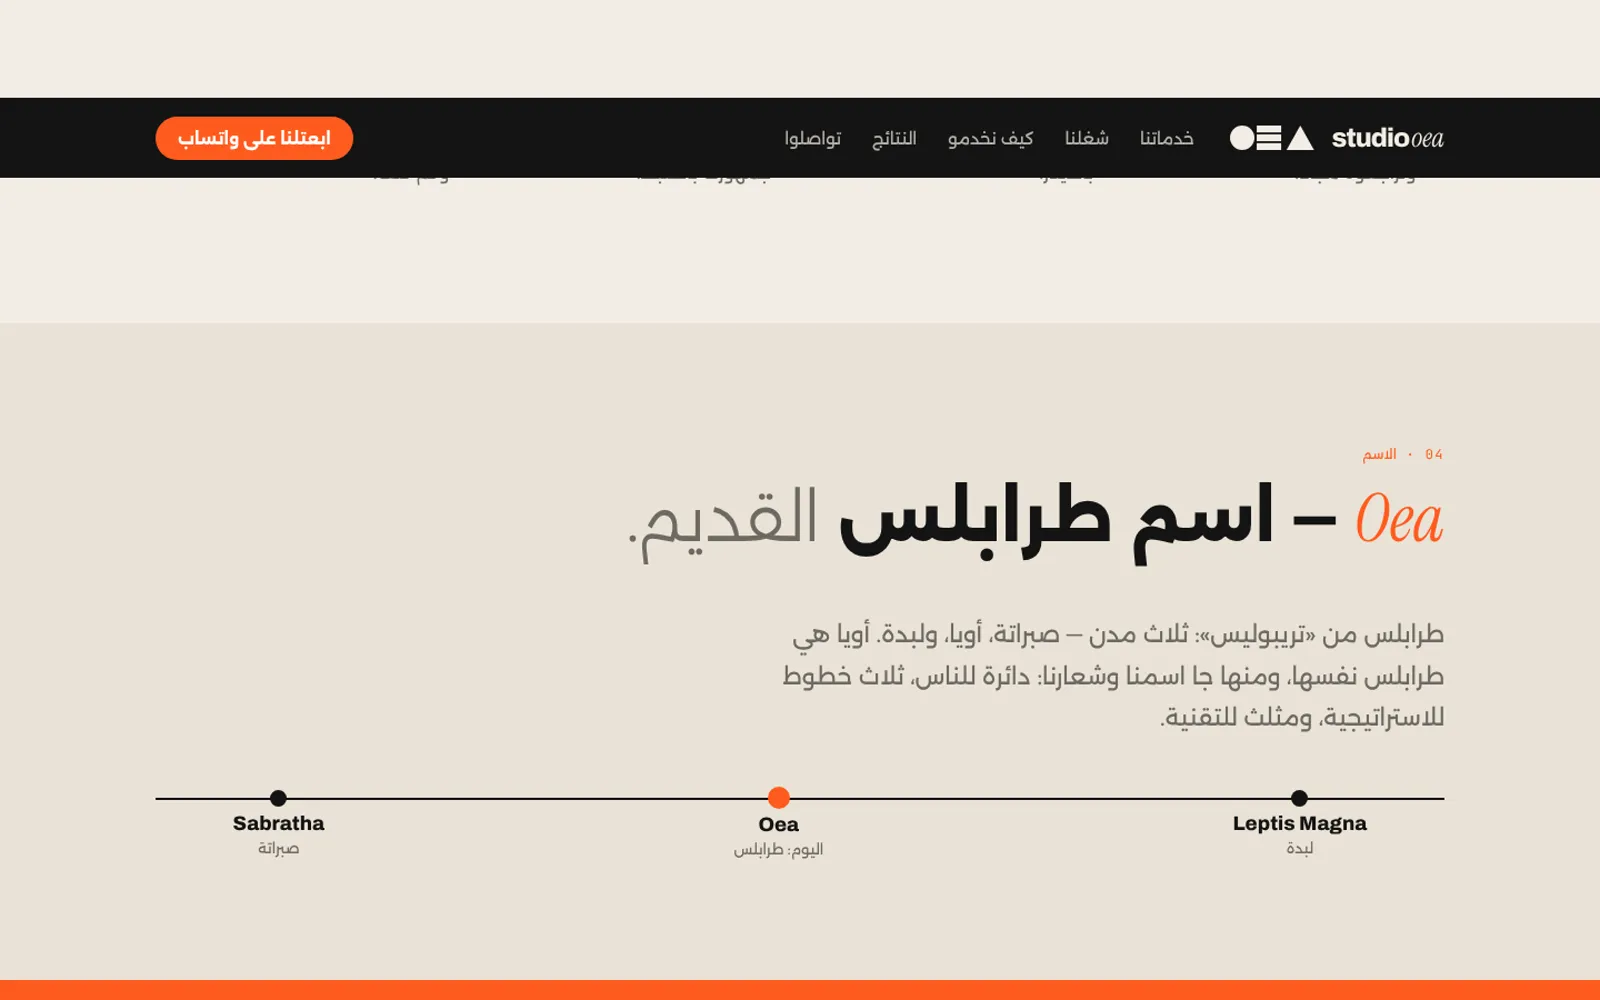 studio oea
خدماتنا
شغلنا
كيف نخدمو
النتائج
تواصلوا
ابعتلنا على واتساب
04 · الاسم
Oea – اسم طرابلس القديم.
طرابلس من «تريبوليس»: ثلاث مدن — صبراتة، أويا، ولبدة. أويا هي
طرابلس نفسها، ومنها جا اسمنا وشعارنا: دائرة للناس، ثلاث خطوط
للاستراتيجية، ومثلث للتقنية.
Leptis Magna
لبدة
Oea
اليوم: طرابلس
Sabratha
صبراتة